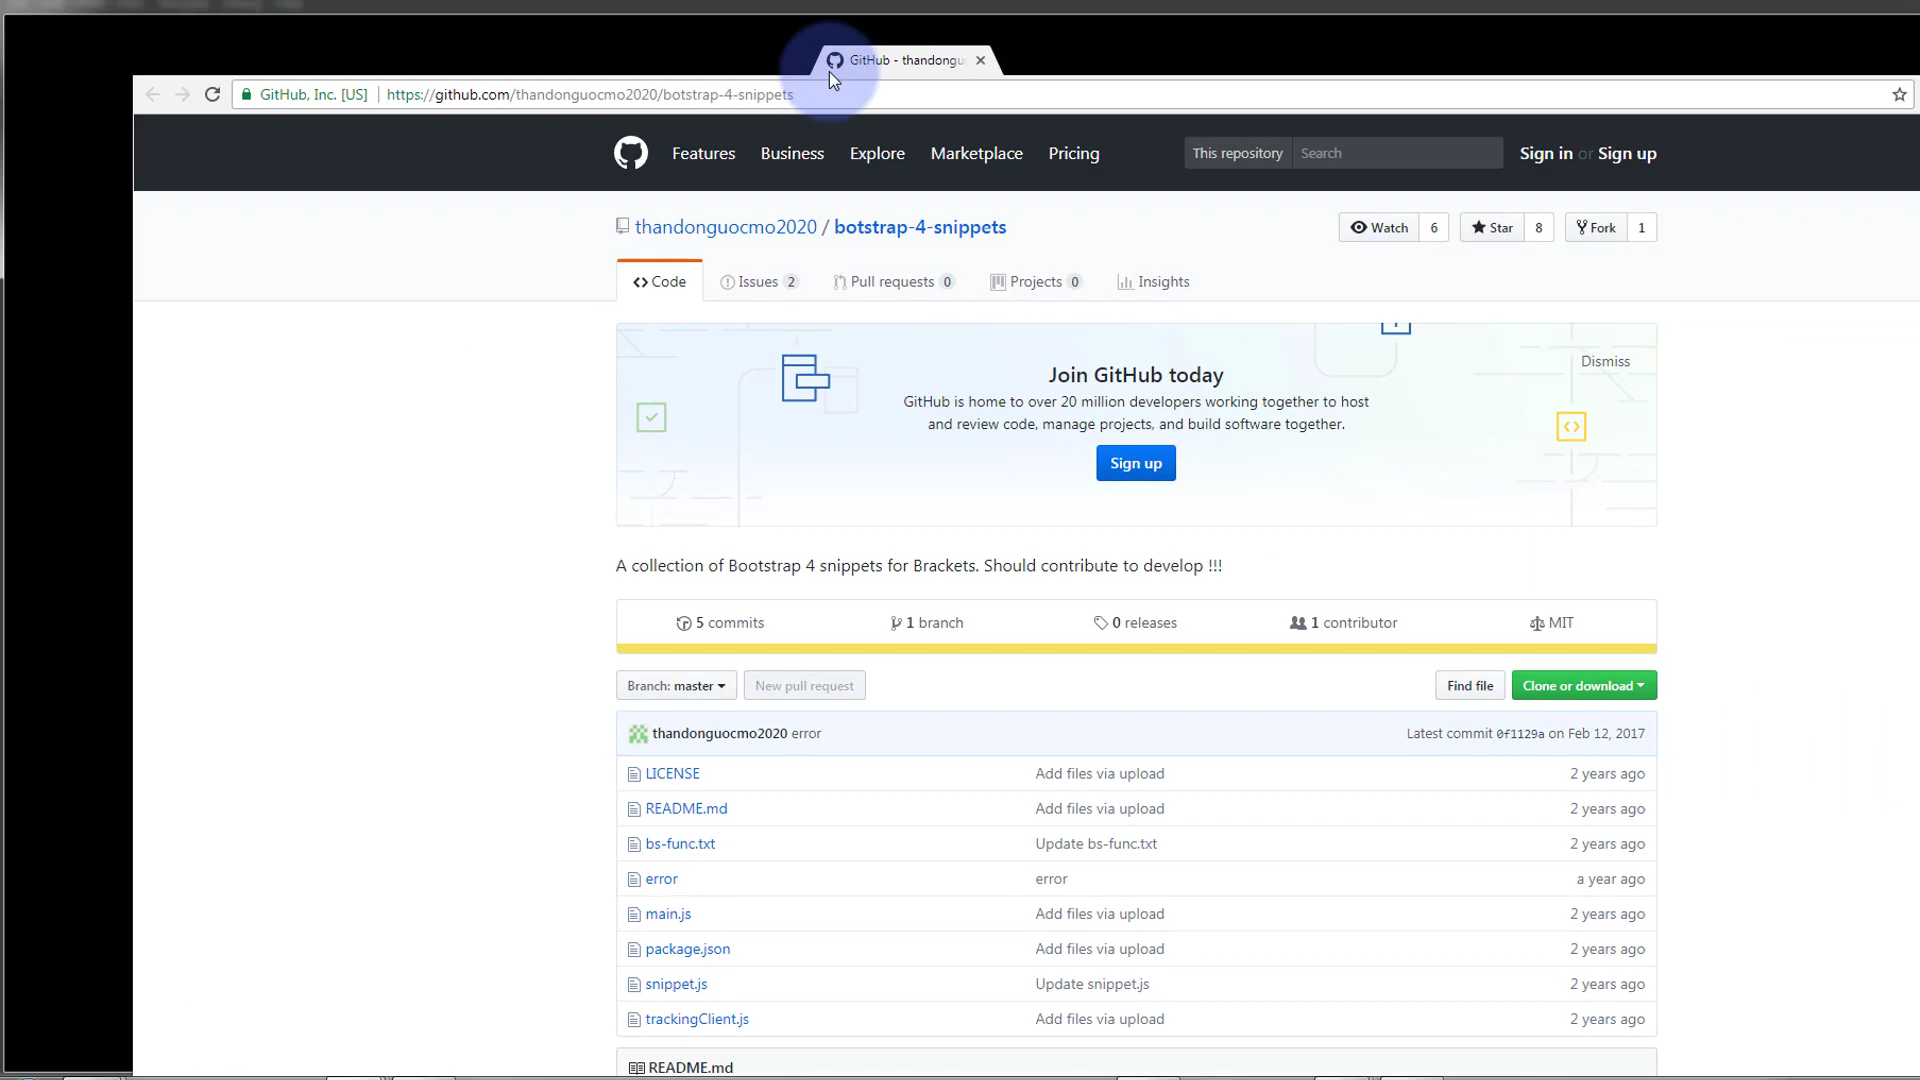 GitHub - thandongu
GitHub, Inc. [US] https://github.com/thandonguocmo2020/botstrap-4-snippets
Features Business Explore Marketplace Pricing This repository Search Sign in or Sign up
thandonguocmo2020 / botstrap-4-snippets Watch 6 Star 8 Fork 1
Code Issues 2 Pull requests 0 Projects 0 Insights
Dismiss
Join GitHub today
GitHub is home to over 20 million developers working together to host
and review code, manage projects, and build software together.
Sign up
A collection of Bootstrap 4 snippets for Brackets. Should contribute to develop !!!
5 commits 1 branch 0 releases 1 contributor MIT
Branch: master New pull request Find file Clone or download
thandonguocmo2020 error Latest commit 0f1129a on Feb 12, 2017
LICENSE Add files via upload 2 years ago
README.md Add files via upload 2 years ago
bs-func.txt Update bs-func.txt 2 years ago
error error a year ago
main.js Add files via upload 2 years ago
package.json Add files via upload 2 years ago
snippet.js Update snippet.js 2 years ago
trackingClient.js Add files via upload 2 years ago
README.md